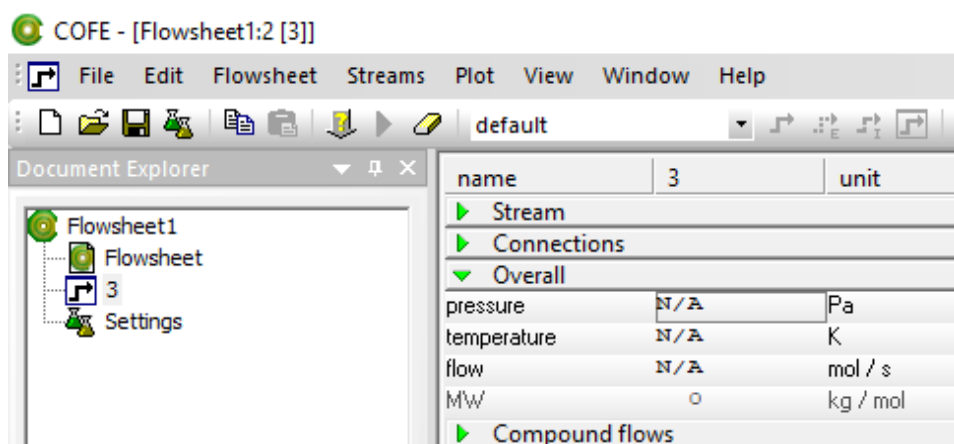 COFE - [Flowsheet1:2 [3]]
File Edit Flowsheet Streams Plot View Window Help
default
E I
Document Explorer
Flowsheet1
Flowsheet
3
Settings
name 3 unit
Stream
Connections
Overall
pressure N/A Pa
temperature N/A K
flow N/A mol / s
MW 0 kg / mol
Compound flows